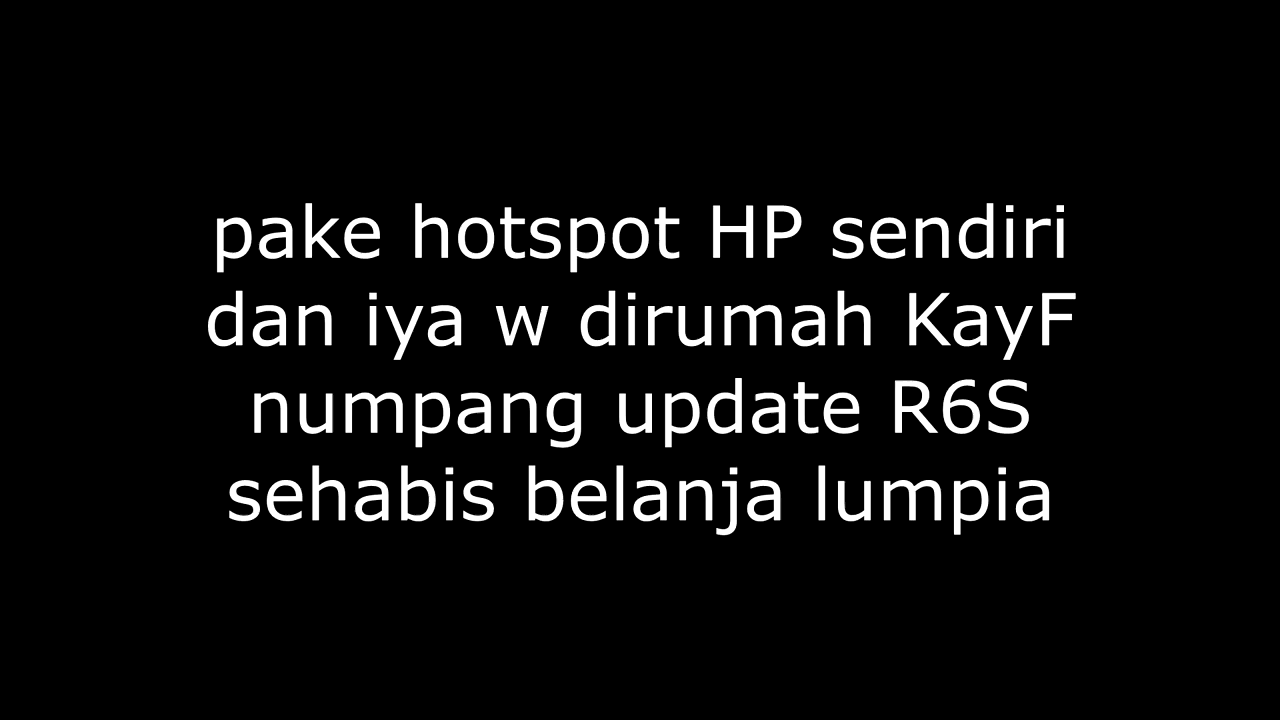 pake hotspot HP sendiri
dan iya w dirumah KayF
numpang update R6S
sehabis belanja lumpia